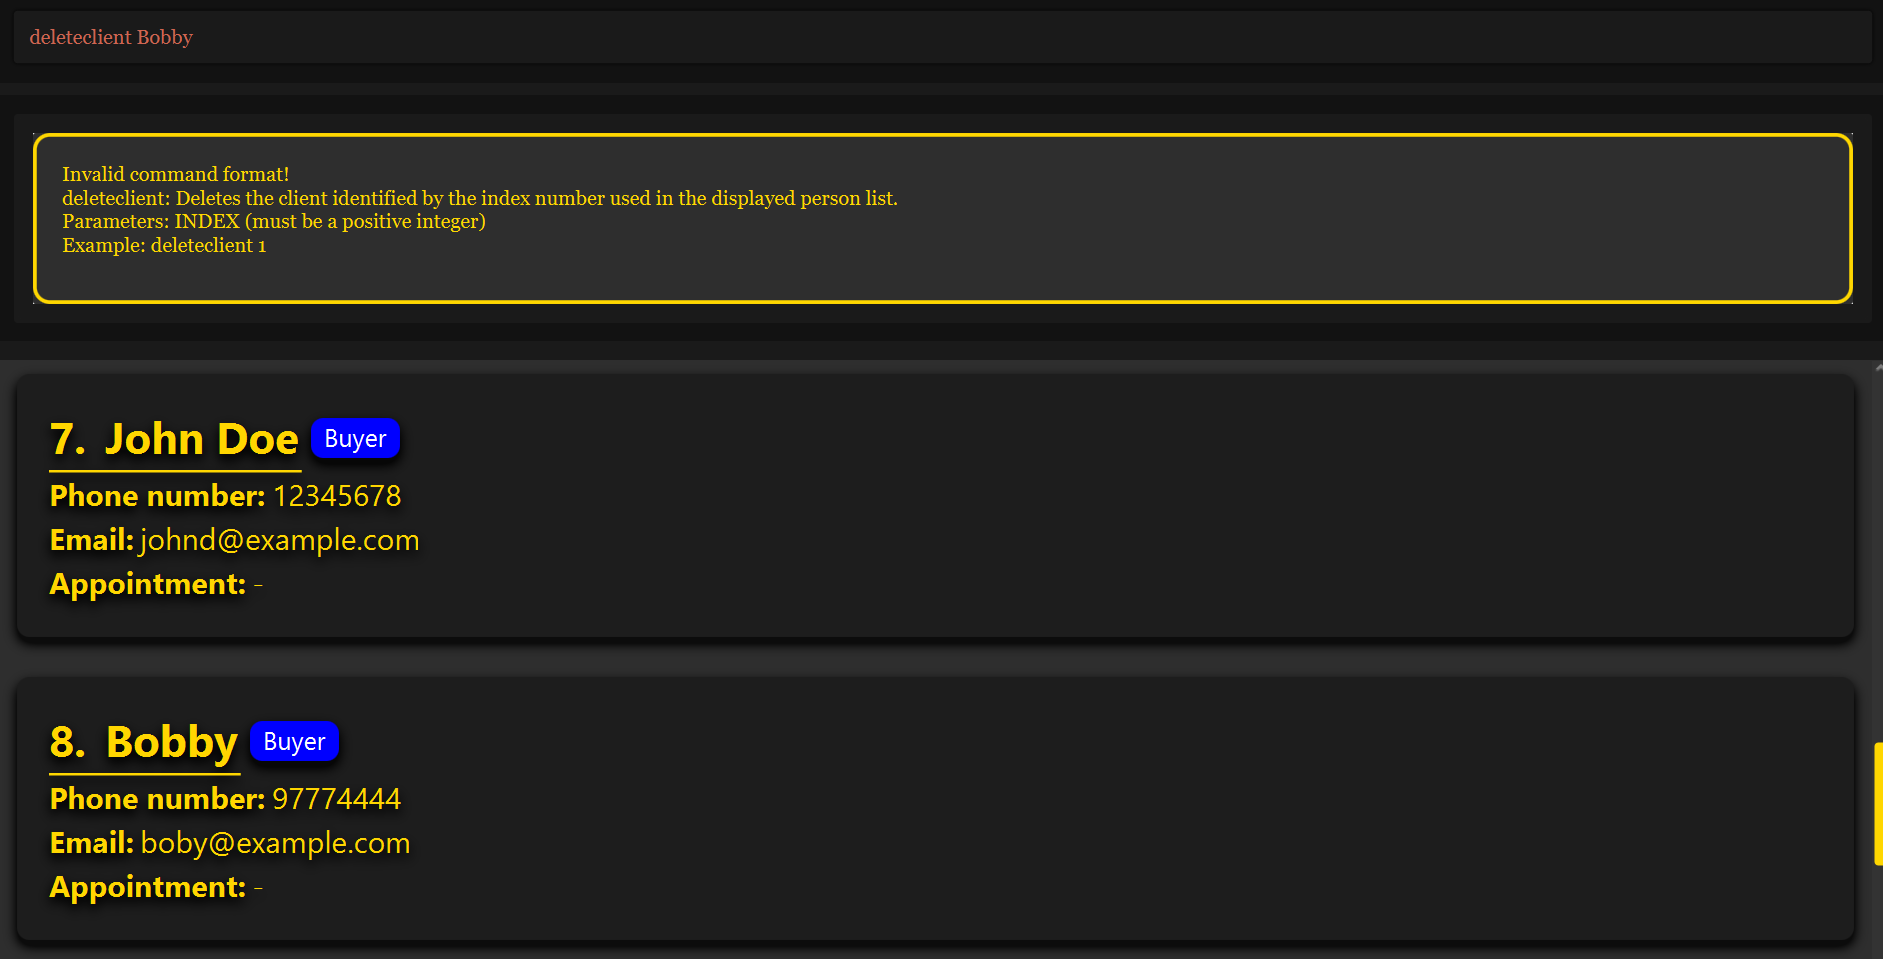 deleteclient Bobby
Invalid command format!
deleteclient: Deletes the client identified by the index number used in the displayed person list.
Parameters: INDEX (must be a positive integer)
Example: deleteclient 1
7. John Doe Buyer
Phone number: 12345678
Email: johnd@example.com
Appointment: -
8. Bobby Buyer
Phone number: 97774444
Email: boby@example.com
Appointment: -